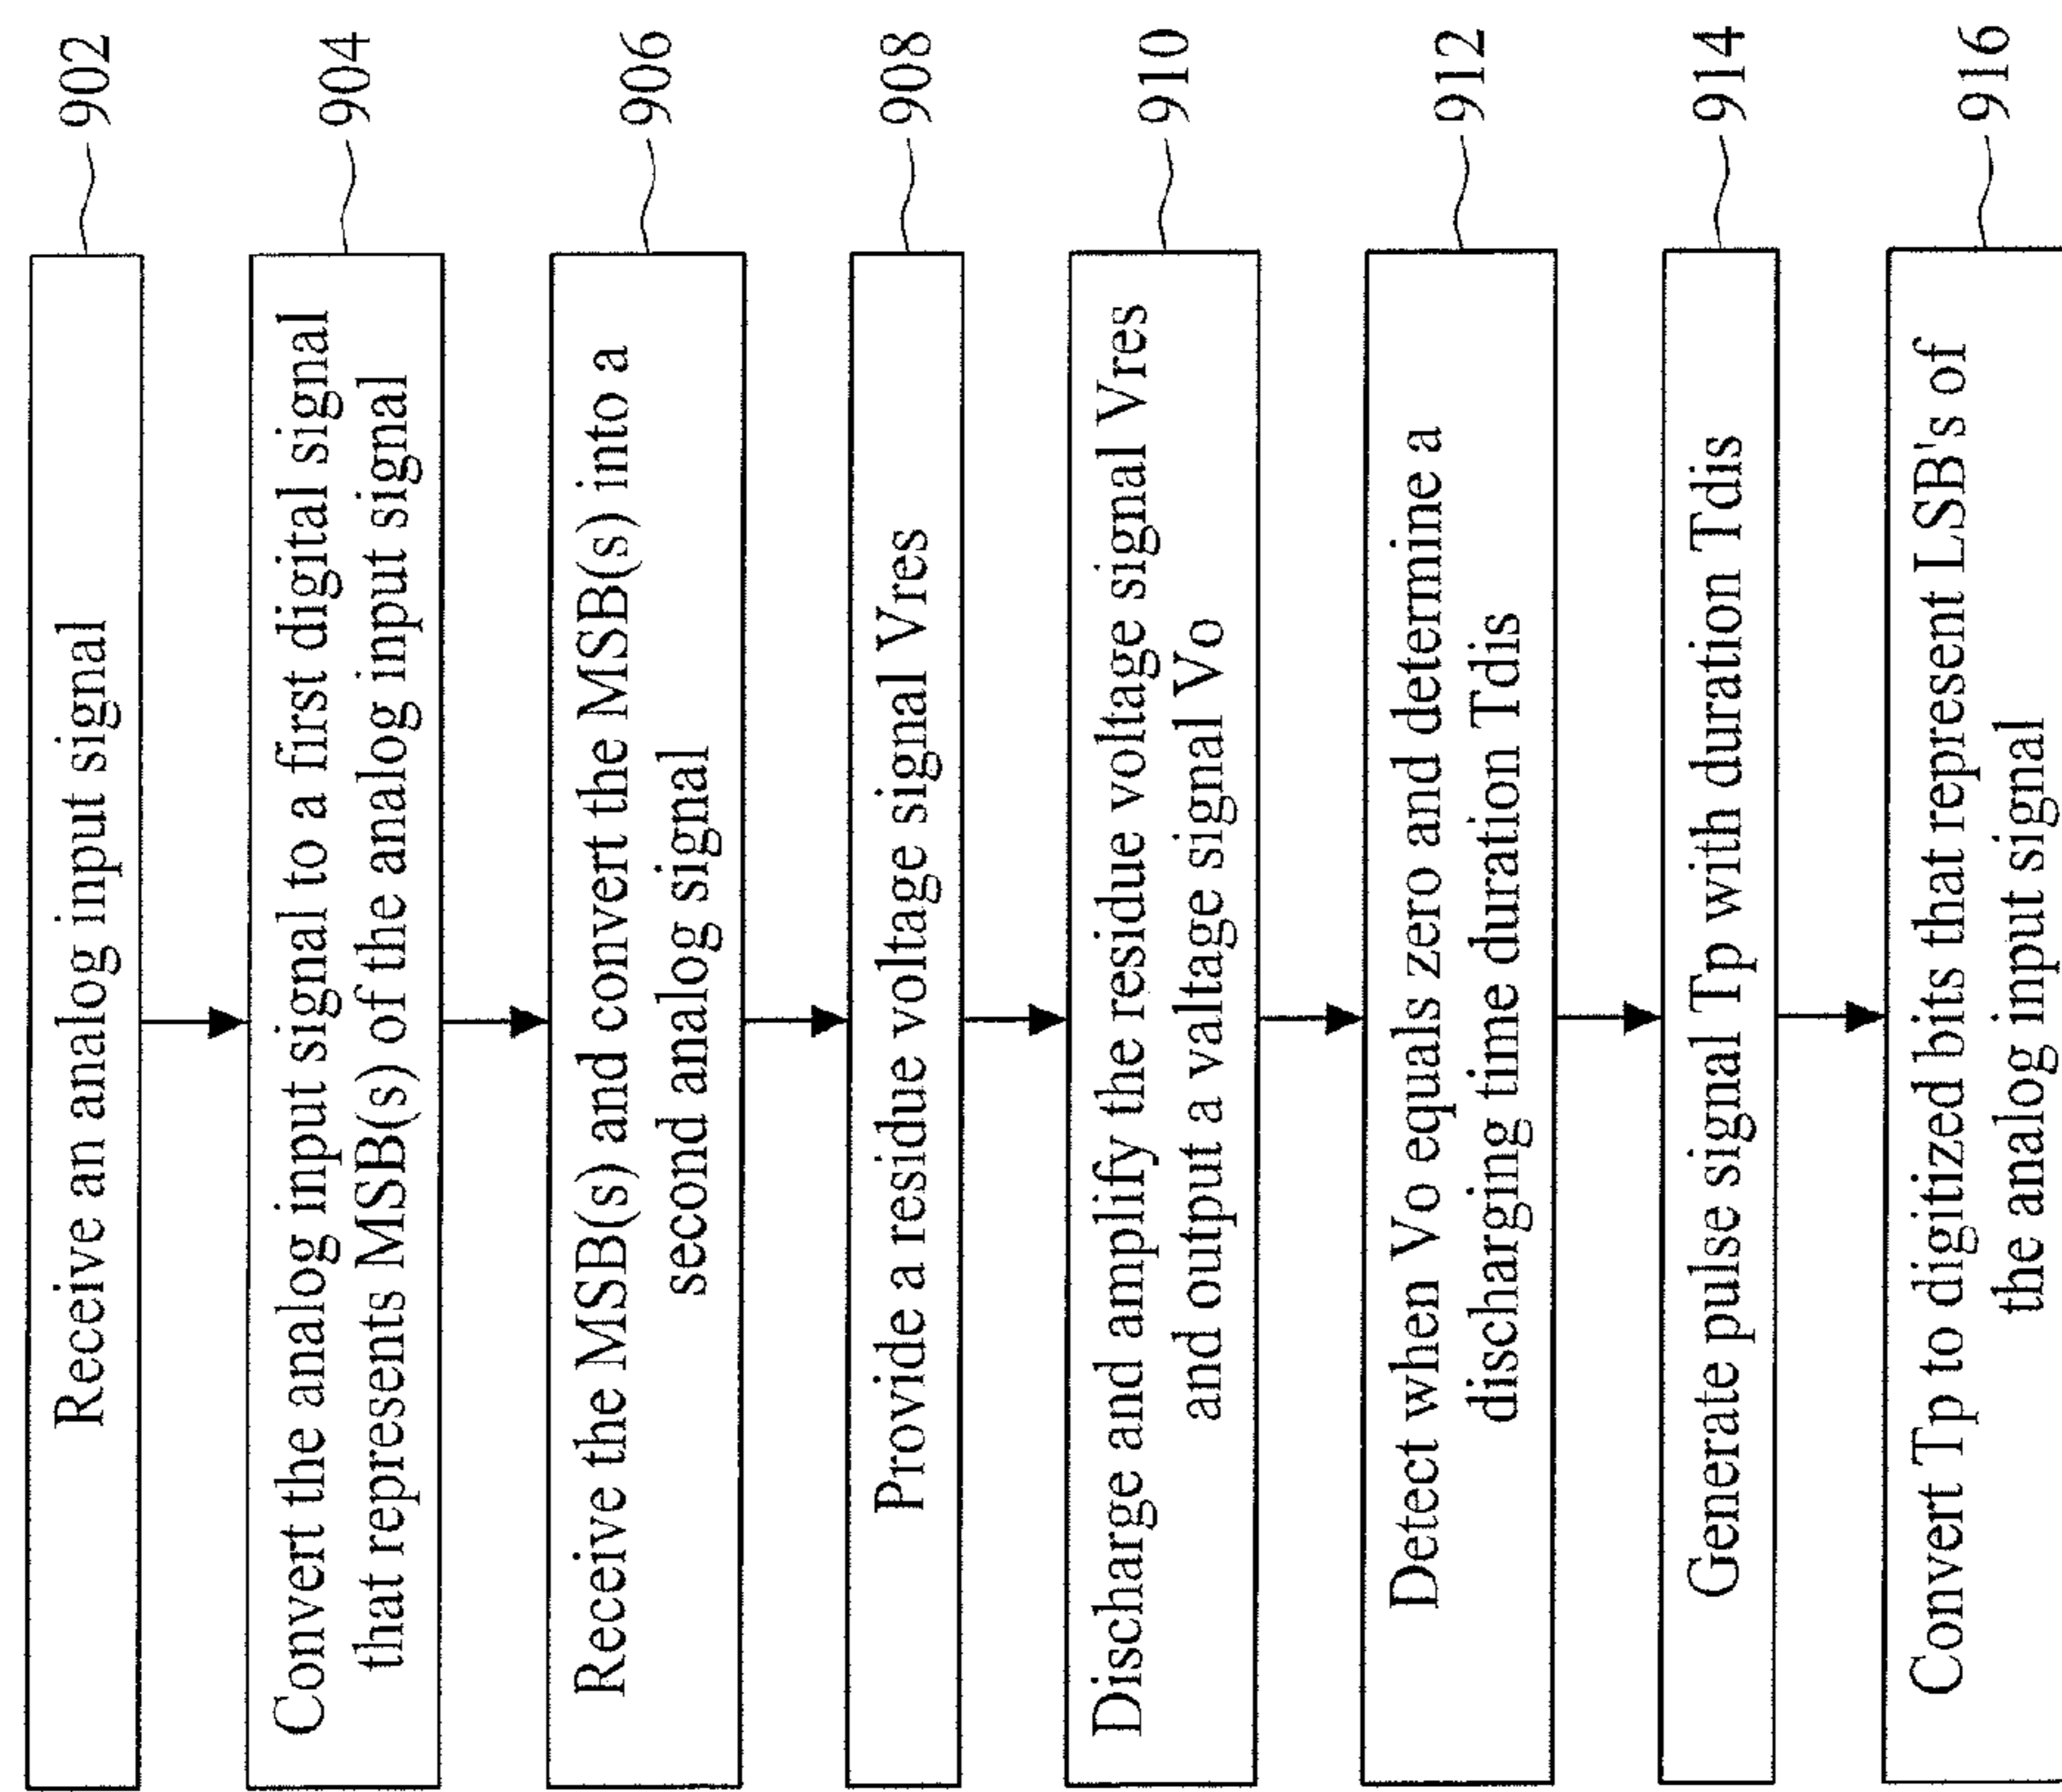 Receive an analog input signal
902
Convert the analog input signal to a first digital signal
that represents MSB(s) of the analog input signal
904
Receive the MSB(s) and convert the MSB(s) into a
second analog signal
906
Provide a residue voltage signal Vres
908
Discharge and amplify the residue voltage signal Vres
and output a valtage signal Vo
910
Detect when Vo equals zero and determine a
discharging time duration Tdis
912
Generate pulse signal Tp with duration Tdis
914
Convert Tp to digitized bits that represent LSB's of
the analog input signal
916